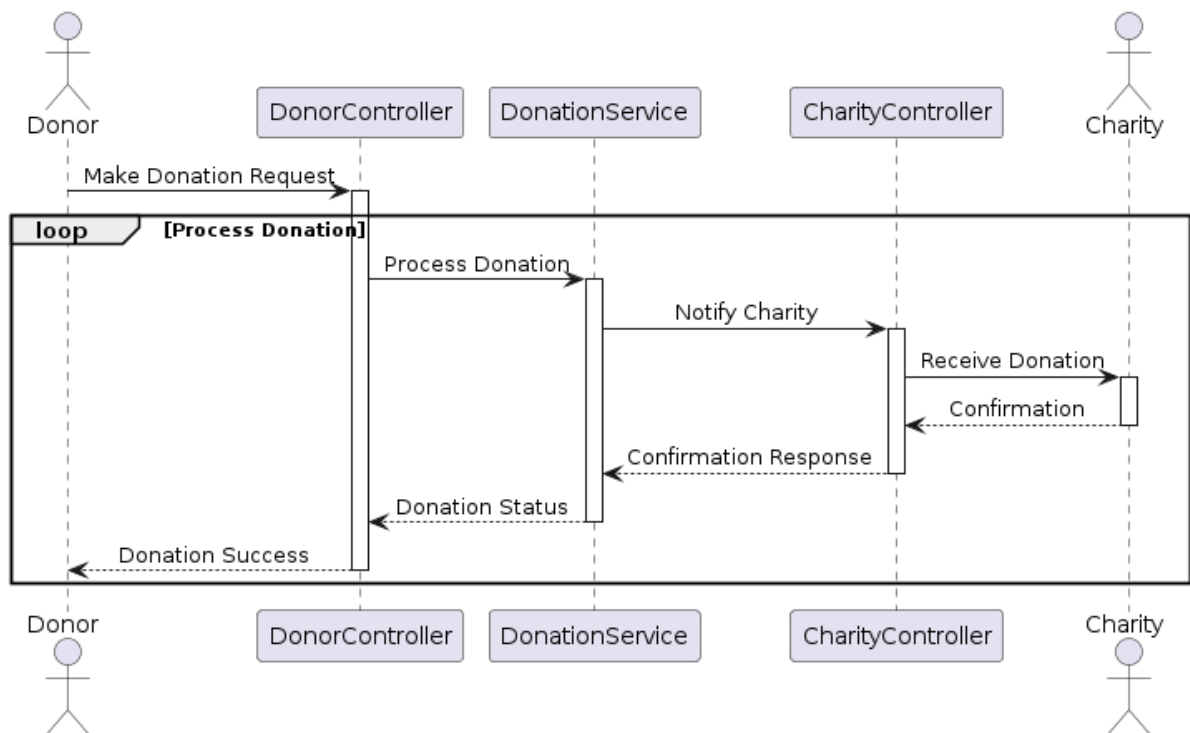 Donor
DonorController
DonationService
CharityController
Charity
Make Donation Request
loop
[Process Donation]
Process Donation
Notify Charity
Receive Donation
Confirmation
Confirmation Response
Donation Status
Donation Success
Donor
DonorController
DonationService
CharityController
Charity